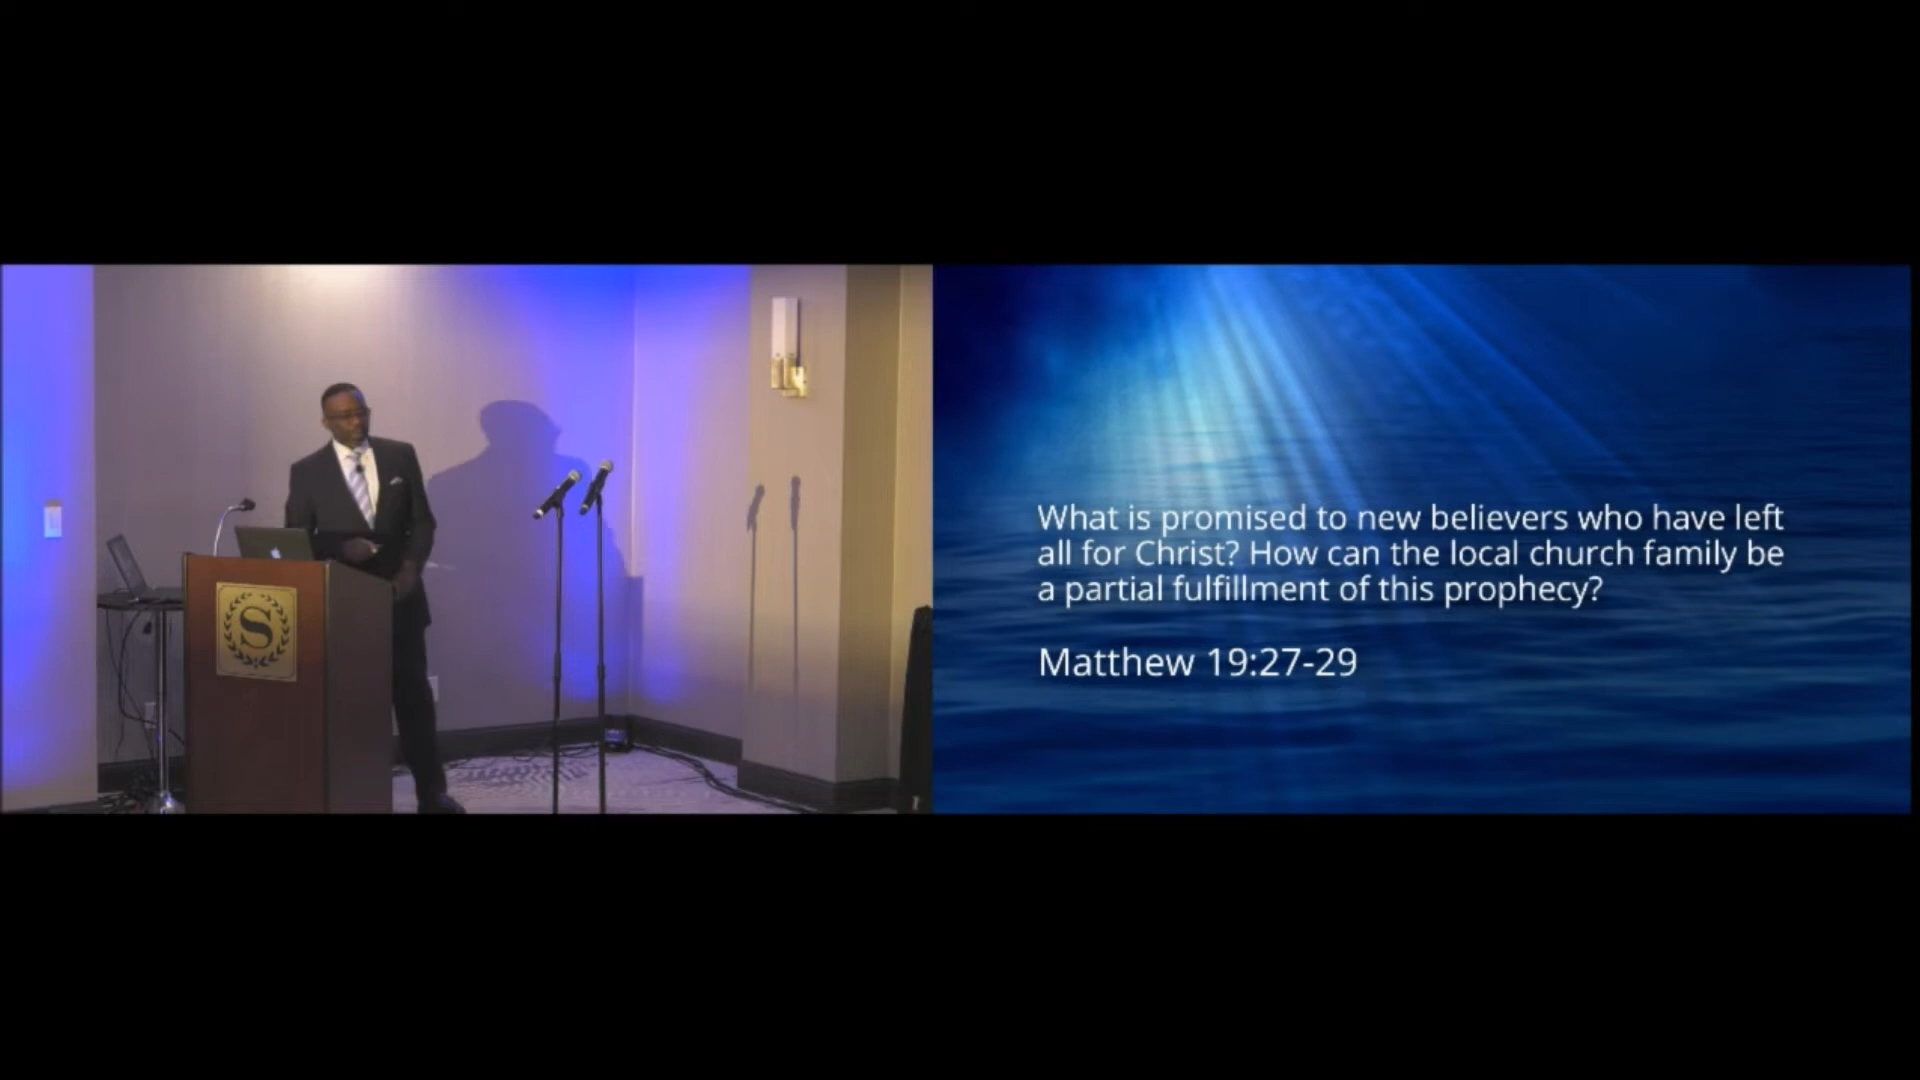 S
What is promised to new believers who have left
all for Christ? How can the local church family be
a partial fulfillment of this prophecy?
Matthew 19:27-29